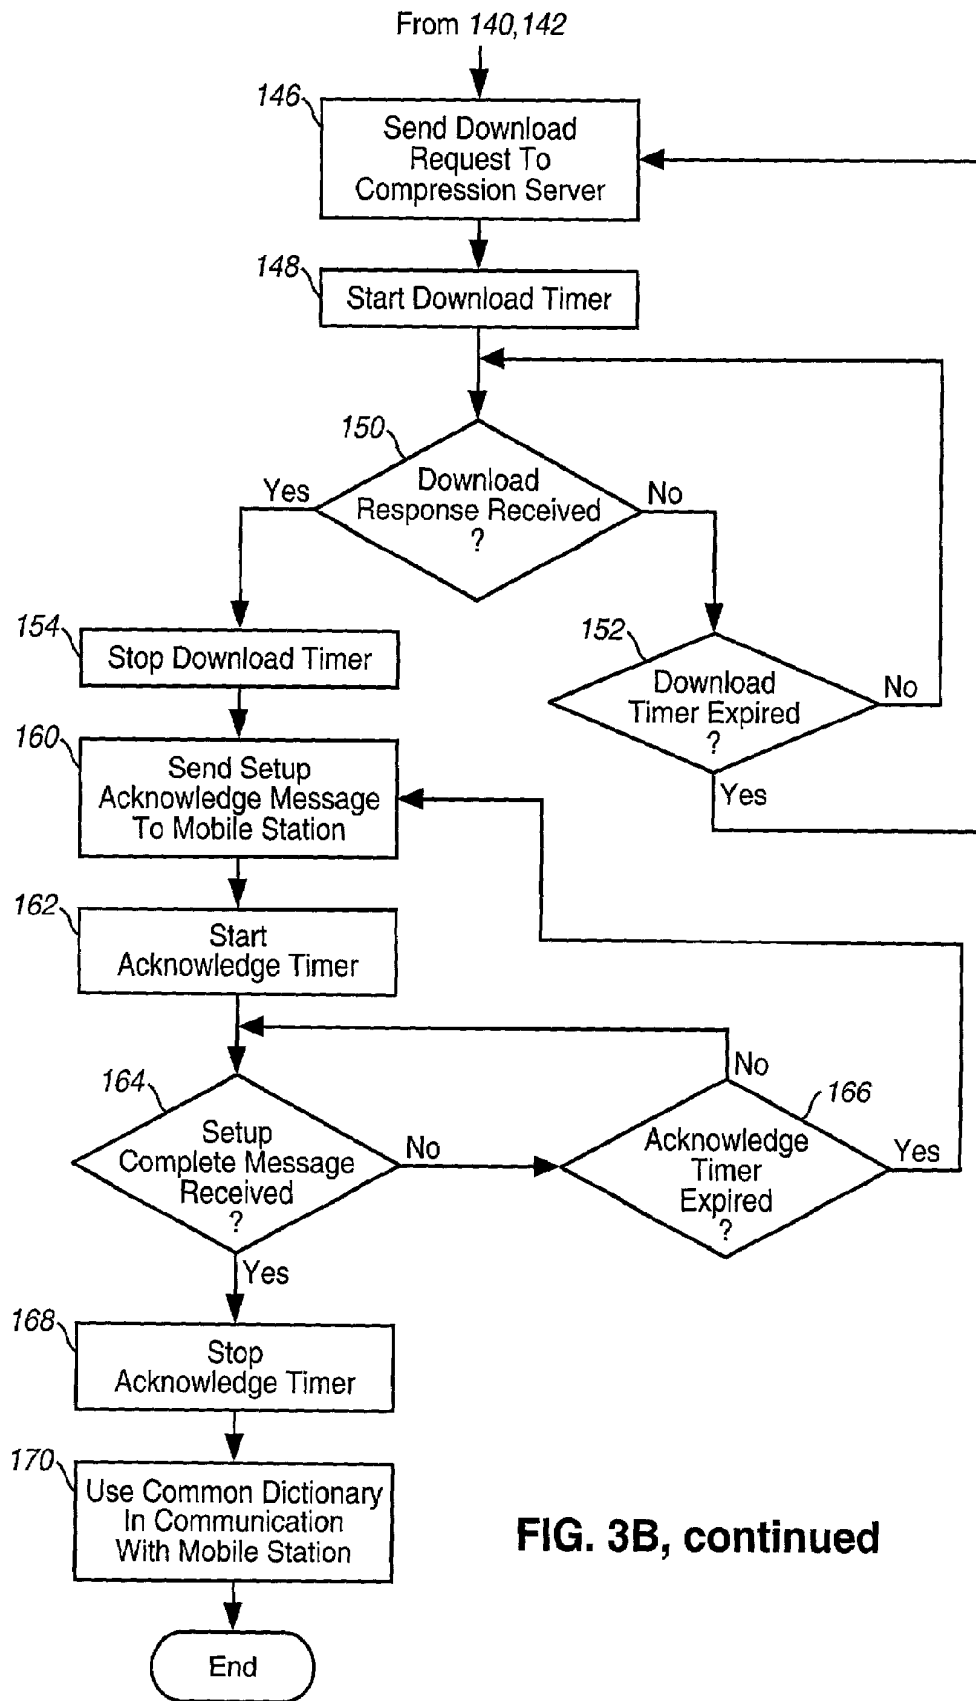 From 140,142
146
Send Download
Request To
Compression Server
148
Start Download Timer
150
Download
Response Received
?
Yes
No
154
Stop Download Timer
152
Download
Timer Expired
?
No
Yes
160
Send Setup
Acknowledge Message
To Mobile Station
162
Start
Acknowledge Timer
164
Setup
Complete Message
Received
?
No
Yes
166
Acknowledge
Timer
Expired
?
No
Yes
168
Stop
Acknowledge Timer
170
Use Common Dictionary
In Communication
With Mobile Station
End
FIG. 3B, continued